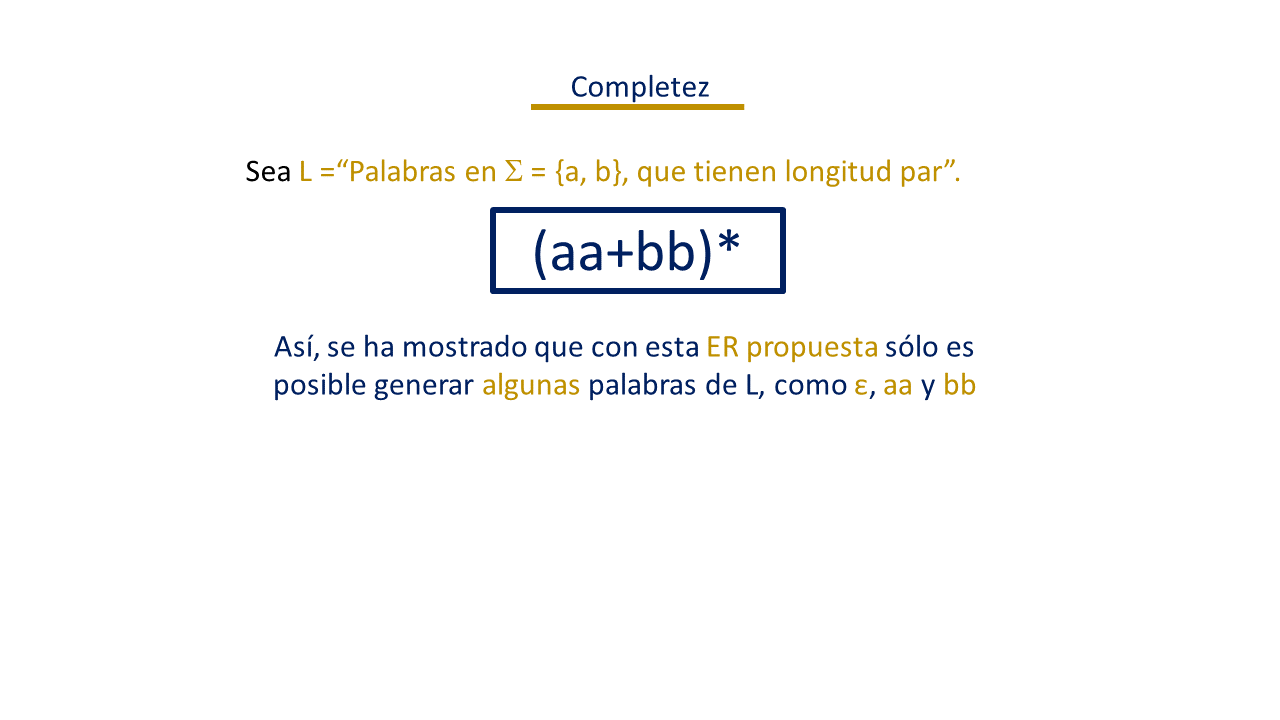 Completez
Sea L =“Palabras en Σ = {a, b}, que tienen longitud par”.
(aa+bb)*
Así, se ha mostrado que con esta ER propuesta sólo es
posible generar algunas palabras de L, como ε, aa y bb